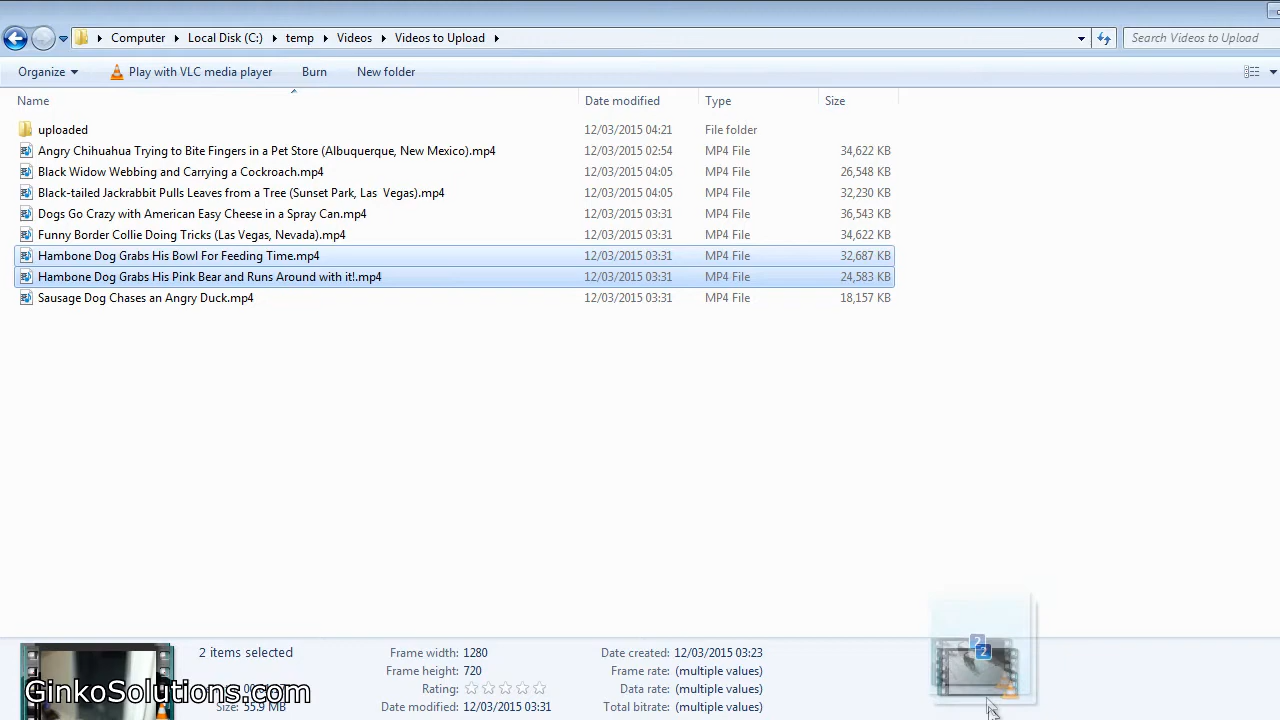 Computer Local Disk (C:) temp Videos Videos to Upload Search Videos to Upload
Organize Play with VLC media player Burn New folder
Name Date modified Type Size
uploaded 12/03/2015 04:21 File folder
Angry Chihuahua Trying to Bite Fingers in a Pet Store (Albuquerque, New Mexico).mp4 12/03/2015 02:54 MP4 File 34,622 KB
Black Widow Webbing and Carrying a Cockroach.mp4 12/03/2015 04:05 MP4 File 26,548 KB
Black-tailed Jackrabbit Pulls Leaves from a Tree (Sunset Park, Las  Vegas).mp4 12/03/2015 04:05 MP4 File 32,230 KB
Dogs Go Crazy with American Easy Cheese in a Spray Can.mp4 12/03/2015 03:31 MP4 File 36,543 KB
Funny Border Collie Doing Tricks (Las Vegas, Nevada).mp4 12/03/2015 03:31 MP4 File 34,622 KB
Hambone Dog Grabs His Bowl For Feeding Time.mp4 12/03/2015 03:31 MP4 File 32,687 KB
Hambone Dog Grabs His Pink Bear and Runs Around with it!.mp4 12/03/2015 03:31 MP4 File 24,583 KB
Sausage Dog Chases an Angry Duck.mp4 12/03/2015 03:31 MP4 File 18,157 KB
2
2
2 items selected Frame width: 1280 Date created: 12/03/2015 03:23
Frame height: 720 Frame rate: (multiple values)
GinkoSolutions.com Rating: Data rate: (multiple values)
Size: 55.9 MB Date modified: 12/03/2015 03:31 Total bitrate: (multiple values)